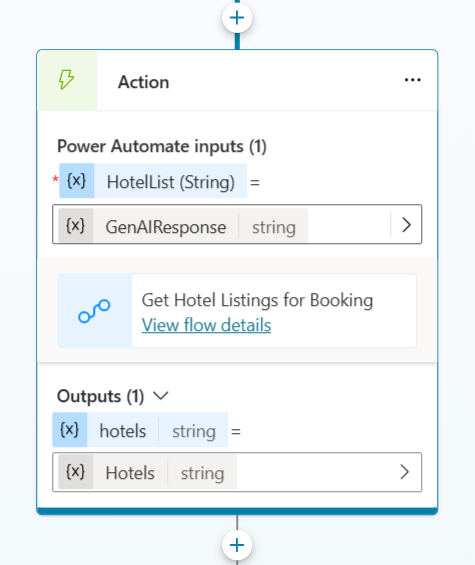 Action
Power Automate inputs (1)
* {x} HotelList (String) =
{x} GenAIResponse string
Get Hotel Listings for Booking
View flow details
Outputs (1)
{x} hotels string =
{x} Hotels string